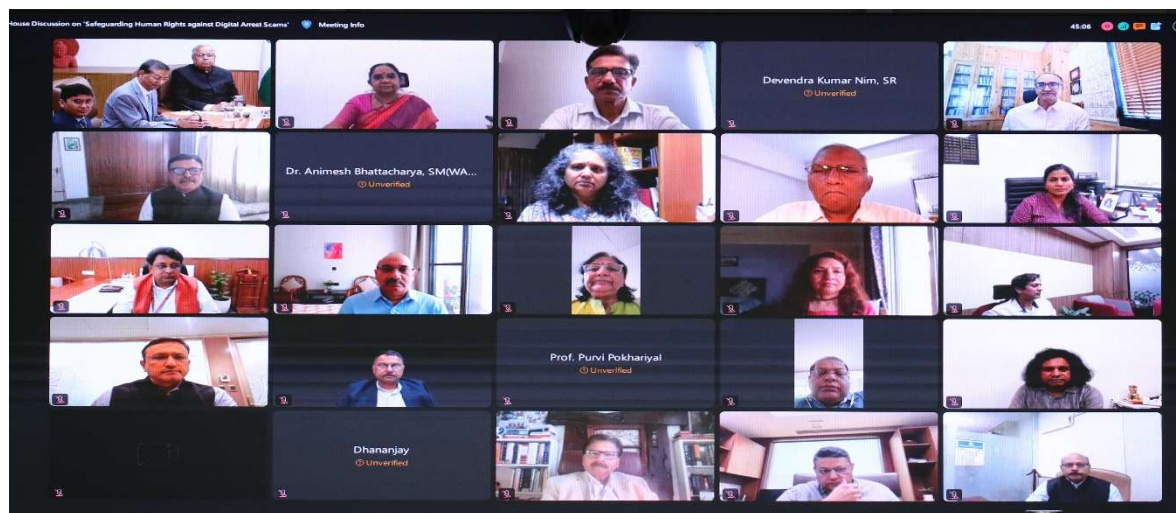 House Discussion on 'Safeguarding Human Rights against Digital Arrest Scams' Meeting Info 45:06
Devendra Kumar Nim, SR
Unverified
Dr. Animesh Bhattacharya, SM(WA...
Unverified
Prof. Purvi Pokhariyal
Unverified
Dhananjay
Unverified